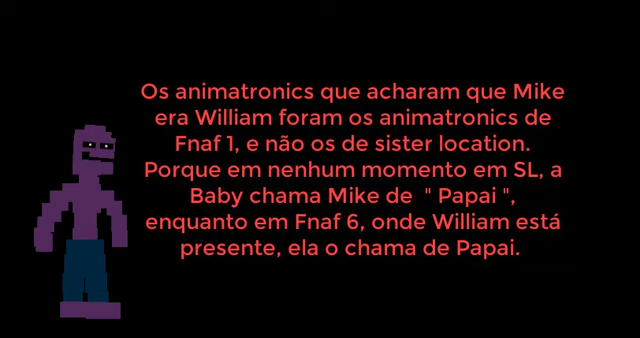 Os animatronics que acharam que Mike
era William foram os animatronics de
Fnaf 1, e não os de sister location.
Porque em nenhum momento em SL, a
Baby chama Mike de " Papai ",
enquanto em Fnaf 6, onde William está
presente, ela o chama de Papai.